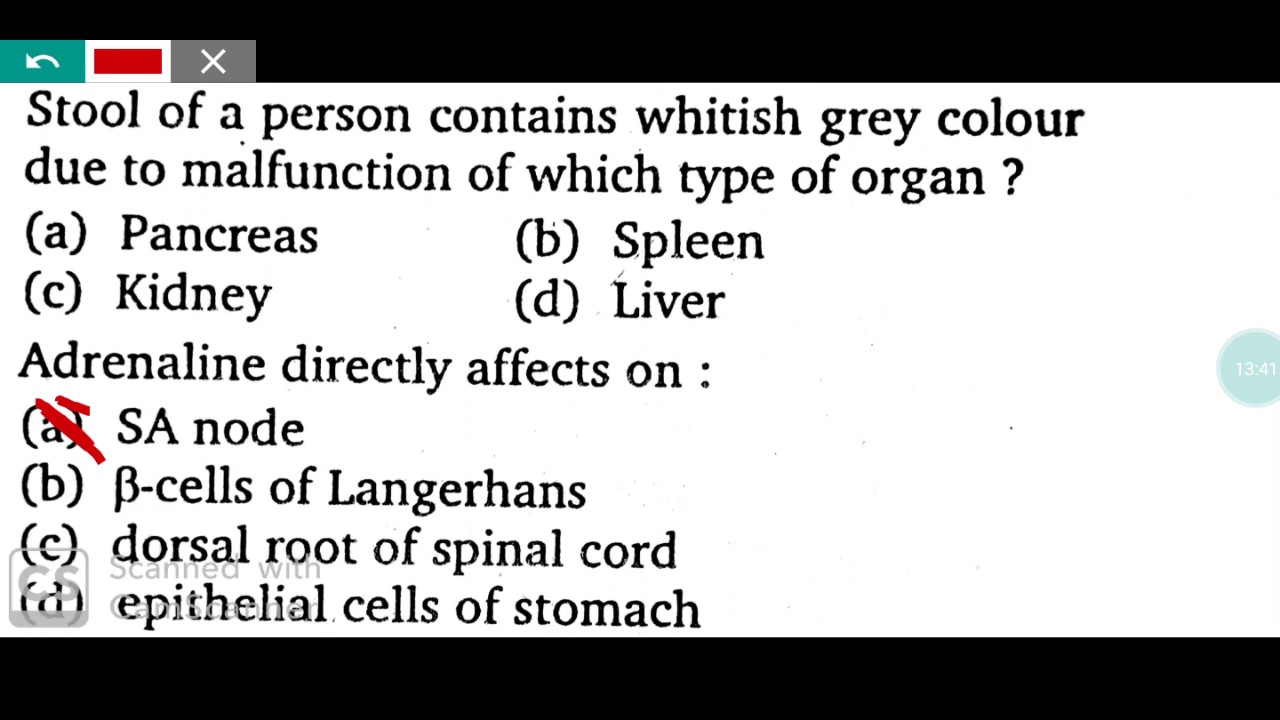 Stool of a person contains whitish grey colour
due to malfunction of which type of organ ?
(a) Pancreas (b) Spleen
(c) Kidney (d) Liver
Adrenaline directly affects on :
(a) SA node
(b) β-cells of Langerhans
(c) dorsal root of spinal cord
(d) epithelial cells of stomach
CS Scanned with
CamScanner
13:41